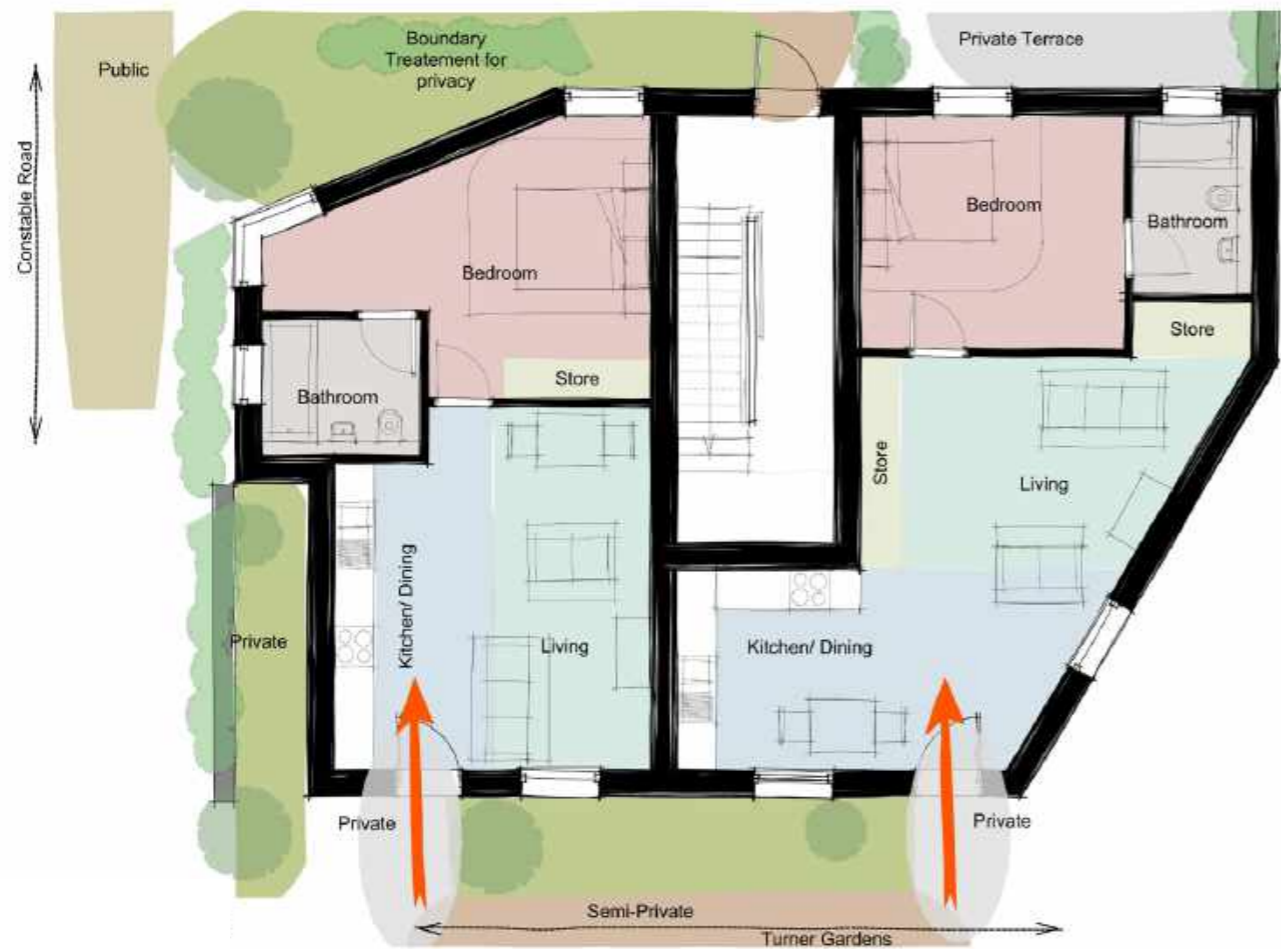 Public
Boundary
Treatement for
privacy
Private Terrace
Constable Road
Bedroom
Bathroom
Bedroom
Store
Store
Bathroom
Store
Living
Kitchen/ Dining
Living
Private
Kitchen/ Dining
Private
Private
Semi-Private
Turner Gardens